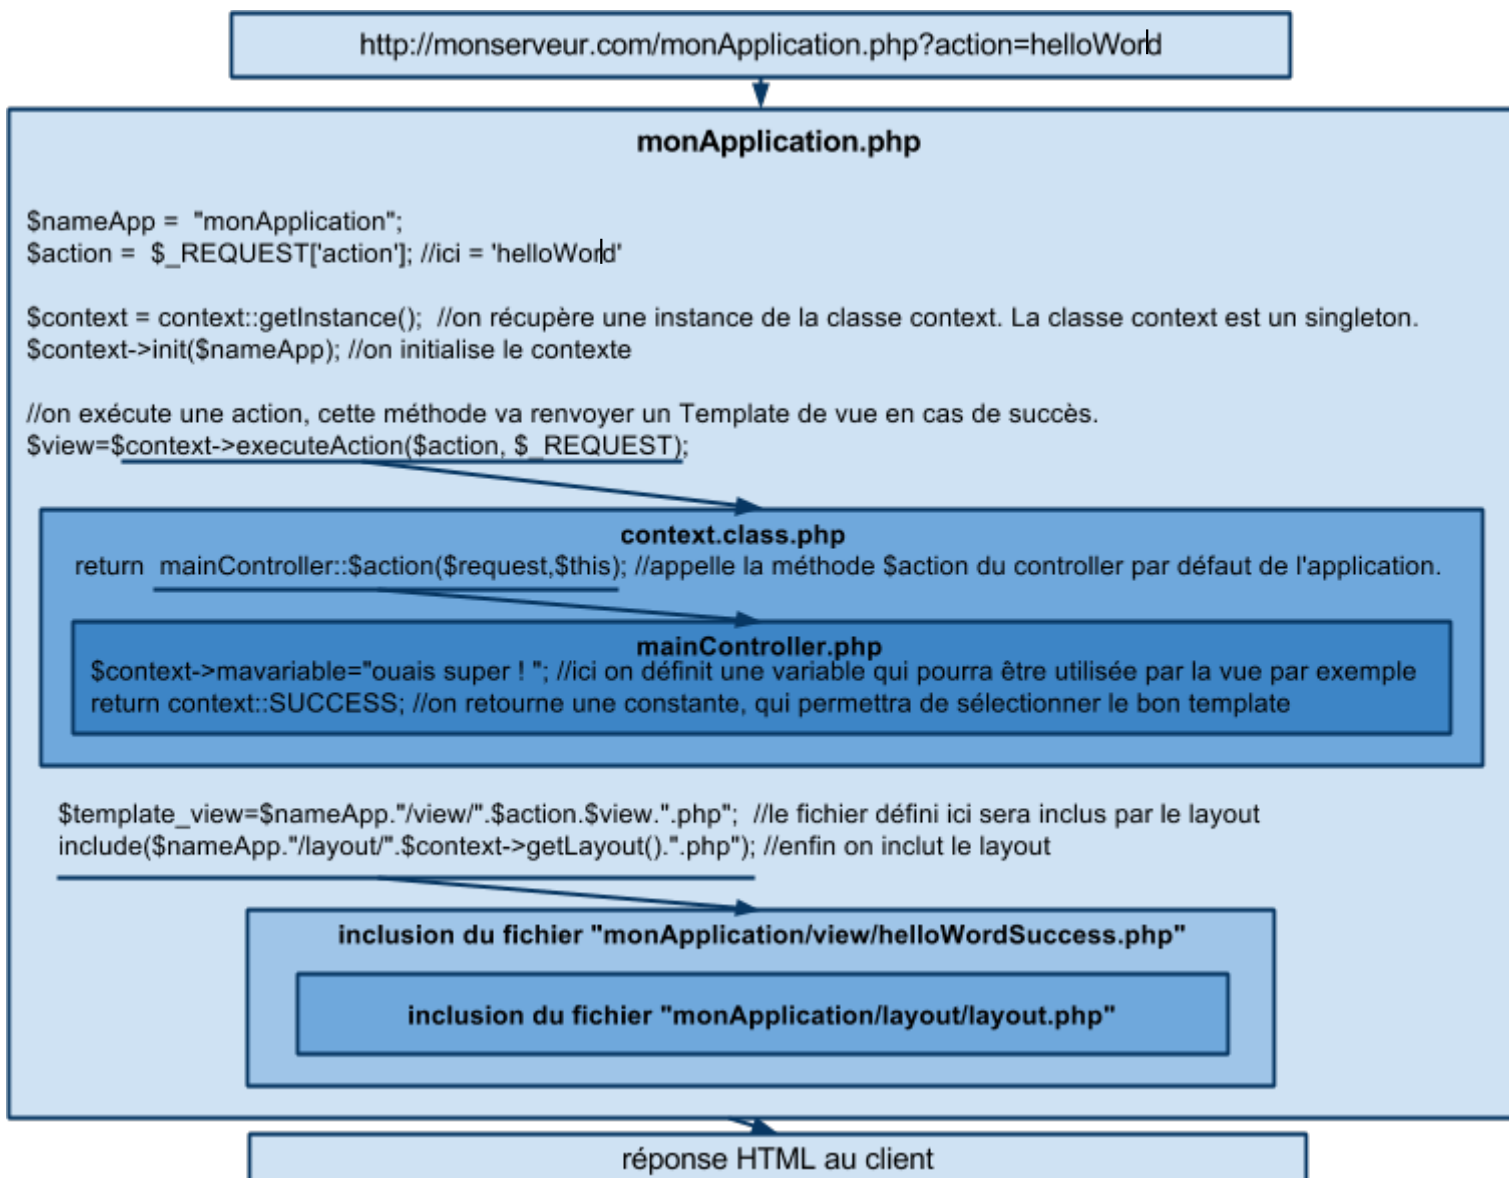 http://monserveur.com/monApplication.php?action=helloWord
monApplication.php
$nameApp = "monApplication";
$action = $_REQUEST['action']; //ici = 'helloWord'
$context = context::getInstance(); //on récupère une instance de la classe context. La classe context est un singleton.
$context->init($nameApp); //on initialise le contexte
//on exécute une action, cette méthode va renvoyer un Template de vue en cas de succès.
$view=$context->executeAction($action, $_REQUEST);
context.class.php
return mainController::$action($request,$this); //appelle la méthode $action du controller par défaut de l'application.
mainController.php
$context->mavariable="ouais super ! "; //ici on définit une variable qui pourra être utilisée par la vue par exemple
return context::SUCCESS; //on retourne une constante, qui permettra de sélectionner le bon template
$template_view=$nameApp."/view/".$action.$view.".php"; //le fichier défini ici sera inclus par le layout
include($nameApp."/layout/".$context->getLayout().".php"); //enfin on inclut le layout
inclusion du fichier "monApplication/view/helloWordSuccess.php"
inclusion du fichier "monApplication/layout/layout.php"
réponse HTML au client